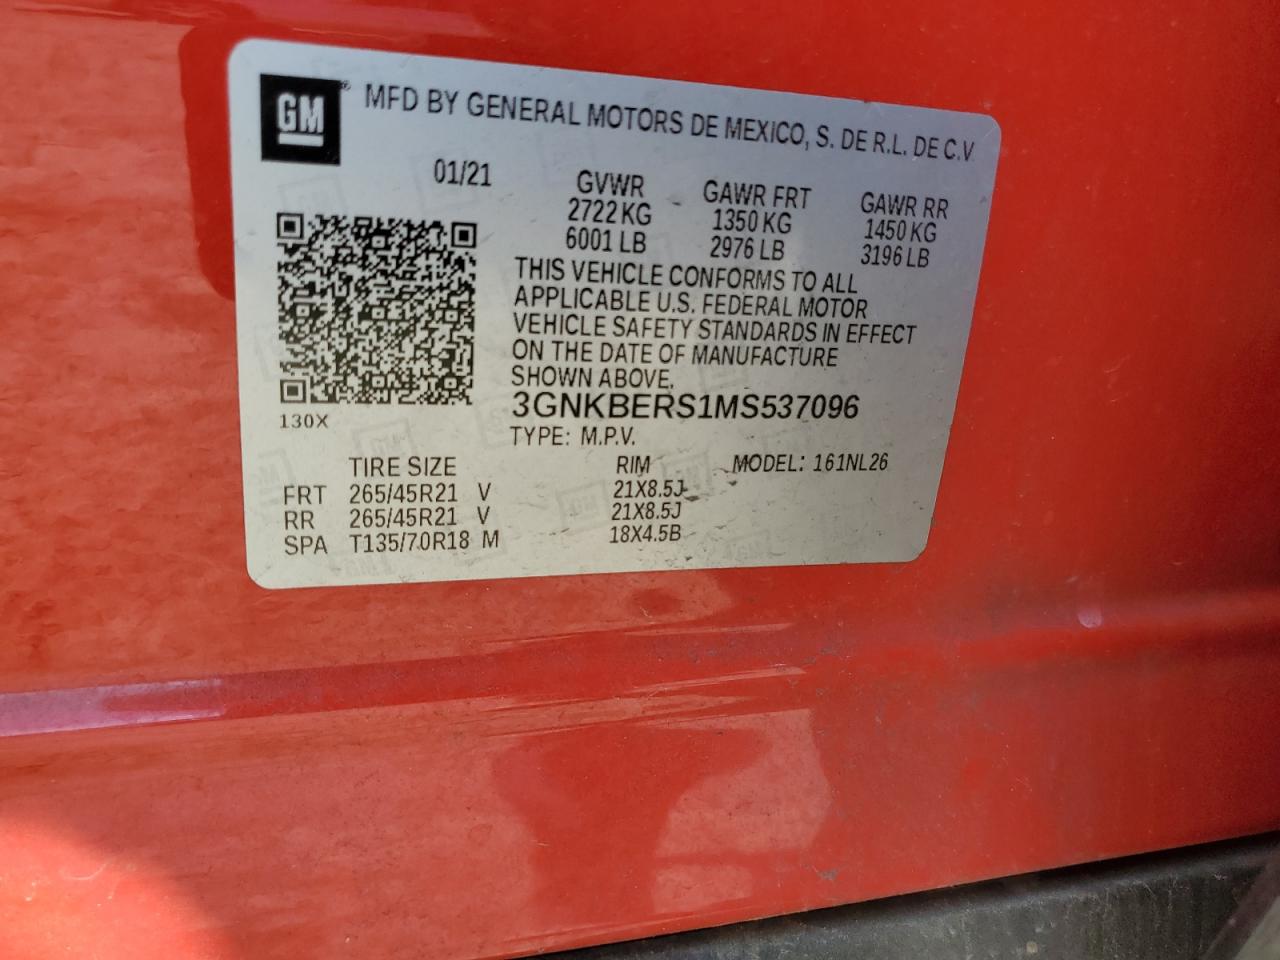 GM ® MFD BY GENERAL MOTORS DE MEXICO, S. DE R.L. DE C.V
01/21
GVWR GAWR FRT GAWR RR
2722 KG 1350 KG 1450 KG
6001 LB 2976 LB 3196 LB
THIS VEHICLE CONFORMS TO ALL
APPLICABLE U.S. FEDERAL MOTOR
VEHICLE SAFETY STANDARDS IN EFFECT
ON THE DATE OF MANUFACTURE
SHOWN ABOVE.
130X
3GNKBERS1MS537096
TYPE: M.P.V.
MODEL: 161NL26
TIRE SIZE RIM
FRT 265/45R21 V 21X8.5J
RR 265/45R21 V 21X8.5J
SPA T135/70R18 M 18X4.5B